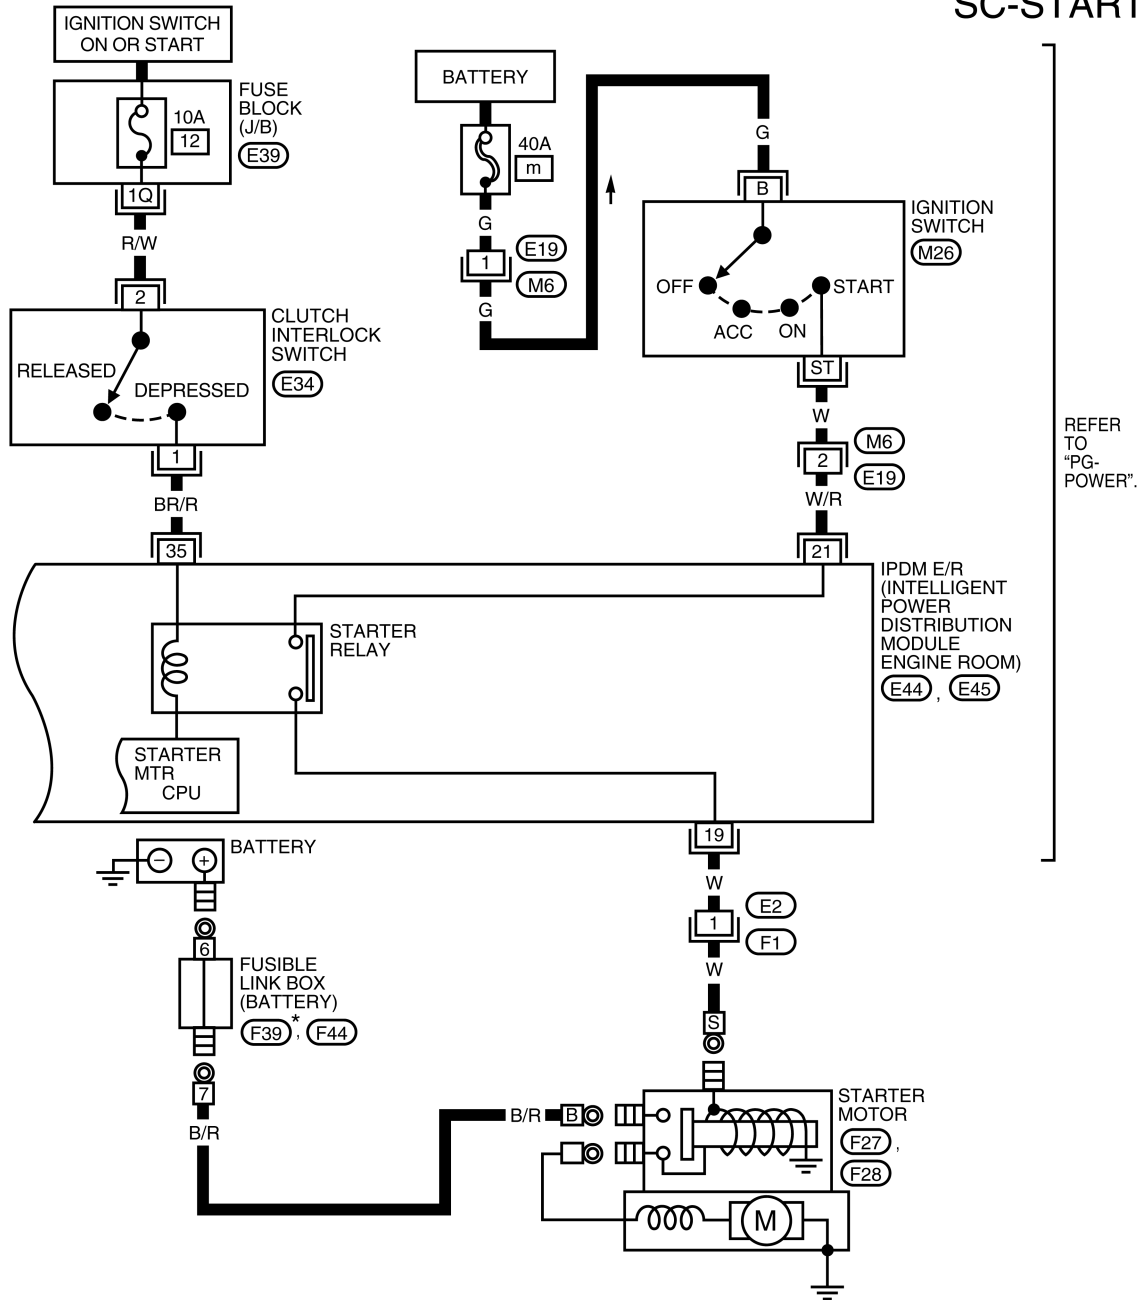 SC-START
IGNITION SWITCH
ON OR START
FUSE
BLOCK
(J/B)
E39
10A
12
1Q
R/W
2
CLUTCH
INTERLOCK
SWITCH
E34
RELEASED
DEPRESSED
1
BR/R
35
BATTERY
40A
m
G
1
E19
M6
G
G
B
IGNITION
SWITCH
M26
OFF
START
ACC
ON
ST
W
2
M6
E19
W/R
21
REFER
TO
“PG-
POWER”.
IPDM E/R
(INTELLIGENT
POWER
DISTRIBUTION
MODULE
ENGINE ROOM)
E44 , E45
STARTER
RELAY
STARTER
MTR
CPU
19
W
1
E2
F1
W
S
BATTERY
− +
6
FUSIBLE
LINK BOX
(BATTERY)
F39 *, F44
7
B/R
B/R B
STARTER
MOTOR
F27 ,
F28
M